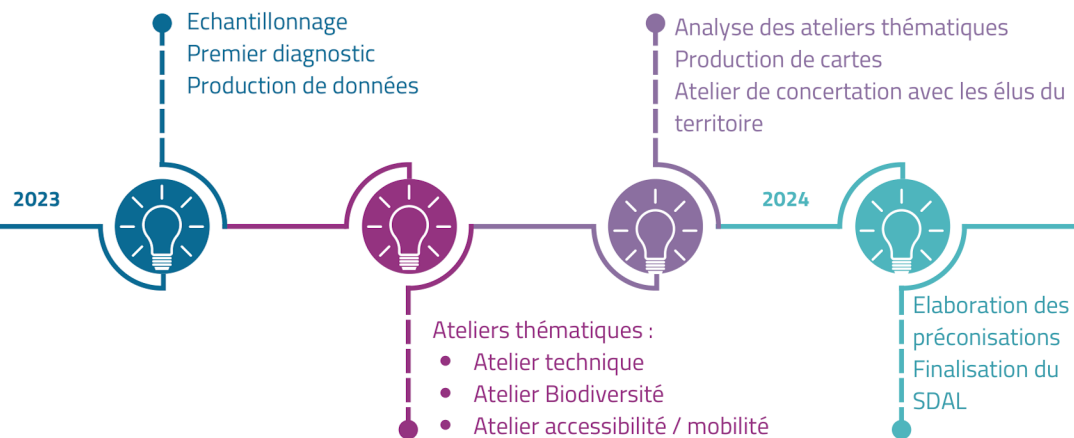 Echantillonnage
Premier diagnostic
Production de données
Analyse des ateliers thématiques
Production de cartes
Atelier de concertation avec les élus du
territoire
2023
2024
Ateliers thématiques :
• Atelier technique
• Atelier Biodiversité
• Atelier accessibilité / mobilité
Elaboration des
préconisations
Finalisation du
SDAL